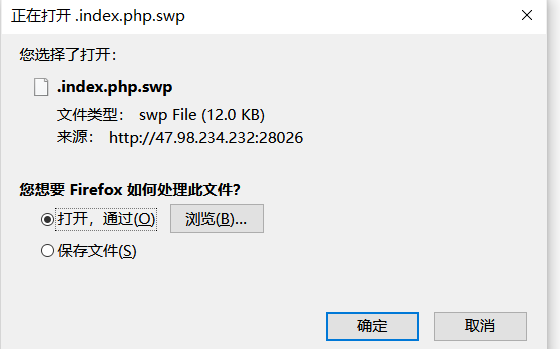 正在打开 .index.php.swp
您选择了打开：
.index.php.swp
文件类型： swp File (12.0 KB)
来源： http://47.98.234.232:28026
您想要 Firefox 如何处理此文件?
打开，通过(O) 浏览(B)...
保存文件(S)
确定 取消